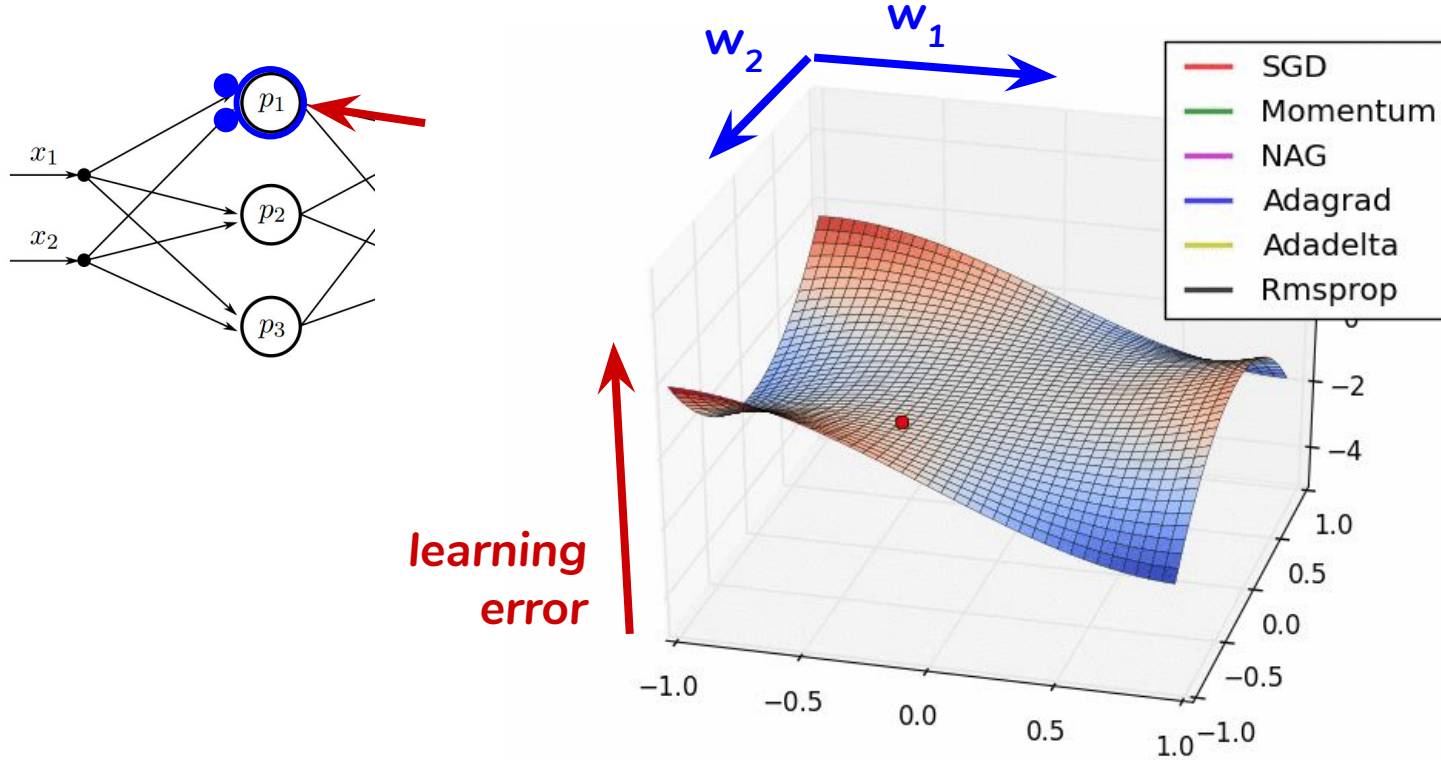 x₁
x₂
p₁
p₂
p₃
w₂
w₁
SGD
Momentum
NAG
Adagrad
Adadelta
Rmsprop
learning
error
0
−2
−4
1.0
0.5
0.0
−0.5
−1.0
−1.0
−0.5
0.0
0.5
1.0